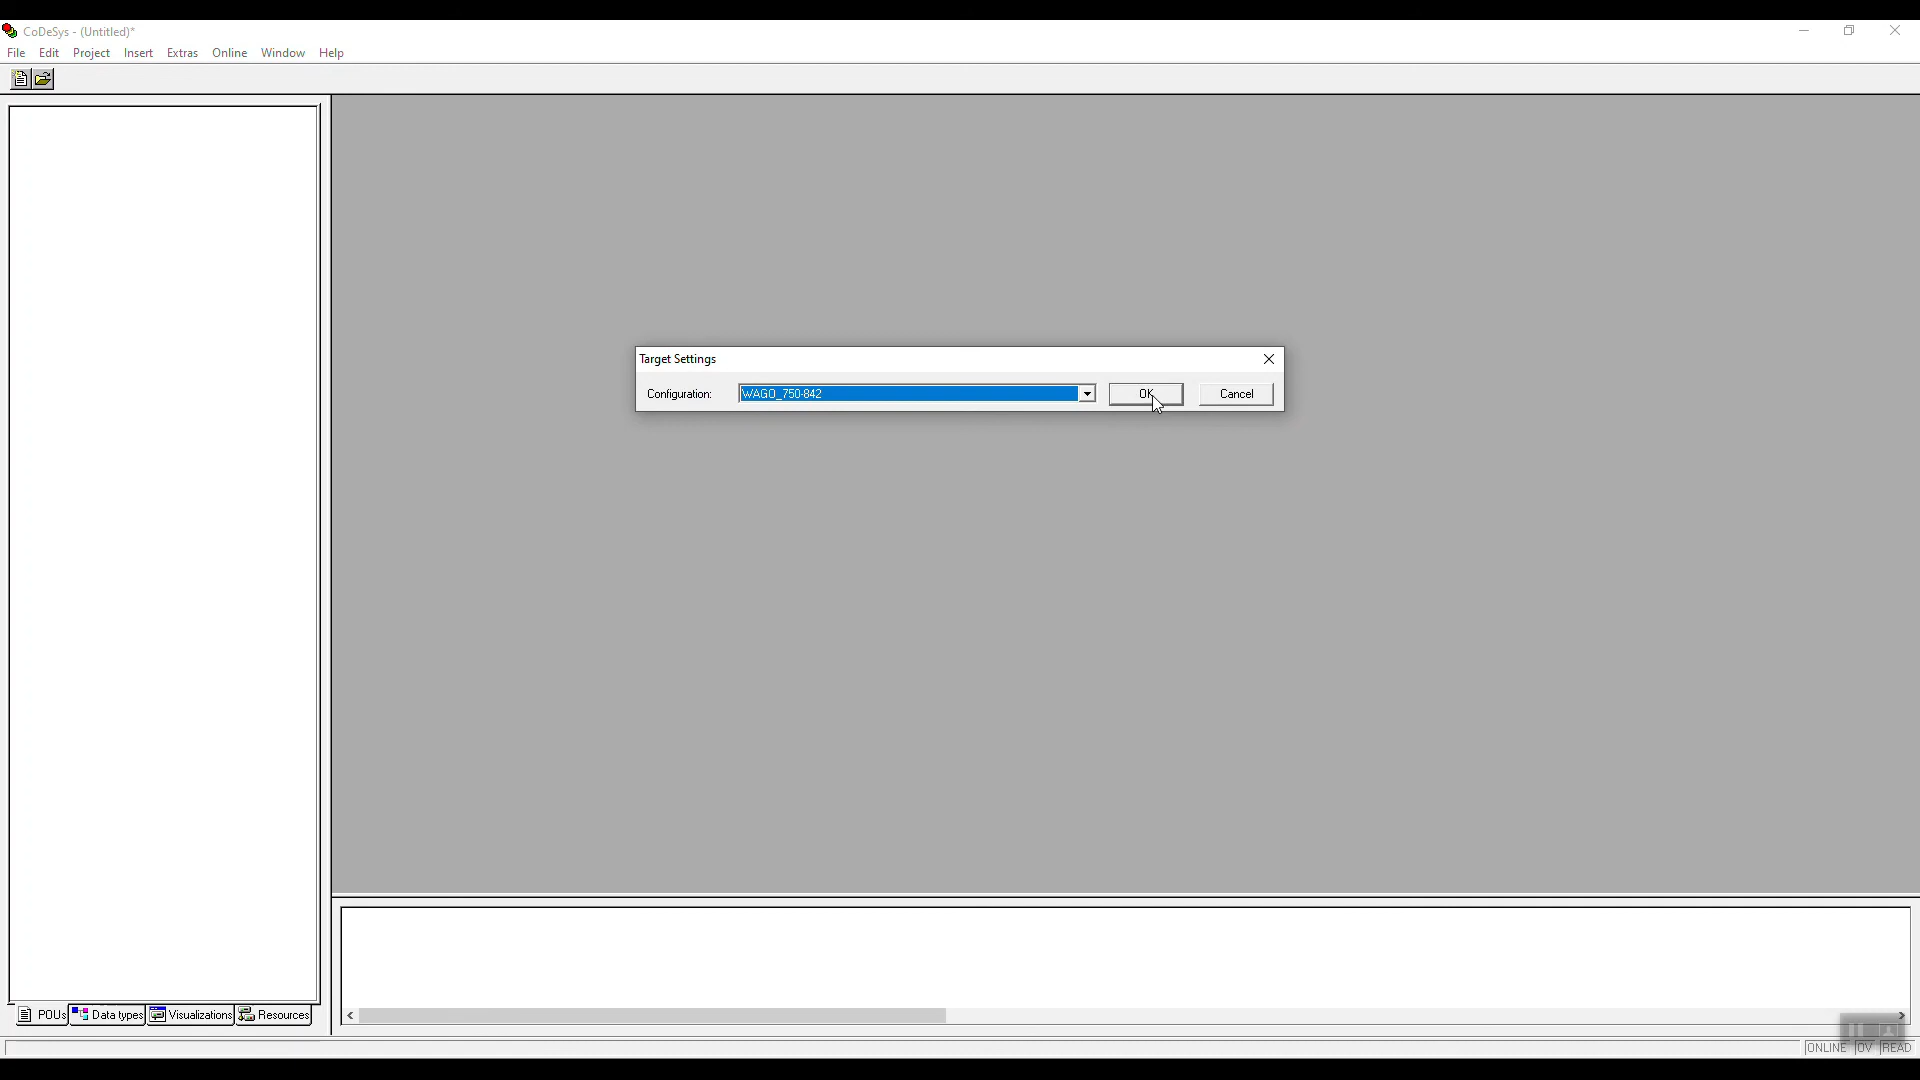 CoDeSys - (Untitled)*
File Edit Project Insert Extras Online Window Help
Target Settings
Configuration: WAGO_750-842 OK Cancel
POUs Data types Visualizations Resources
ONLINE OV READ